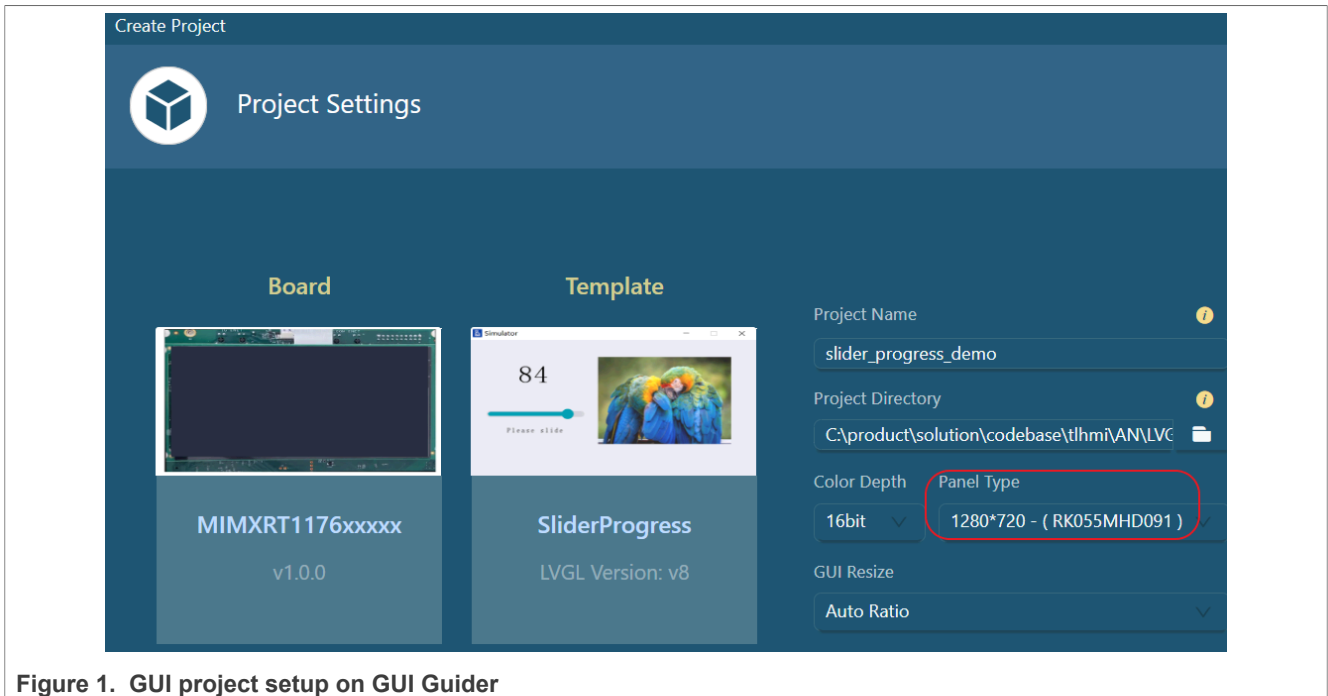 Create Project
Project Settings
Board
Template
Simulator
84
Please slide
MIMXRT1176xxxxx
v1.0.0
SliderProgress
LVGL Version: v8
Project Name
slider_progress_demo
Project Directory
C:\product\solution\codebase\tlhmi\AN\LVG
Color Depth
Panel Type
16bit
1280*720 - ( RK055MHD091 )
GUI Resize
Auto Ratio
Figure 1. GUI project setup on GUI Guider